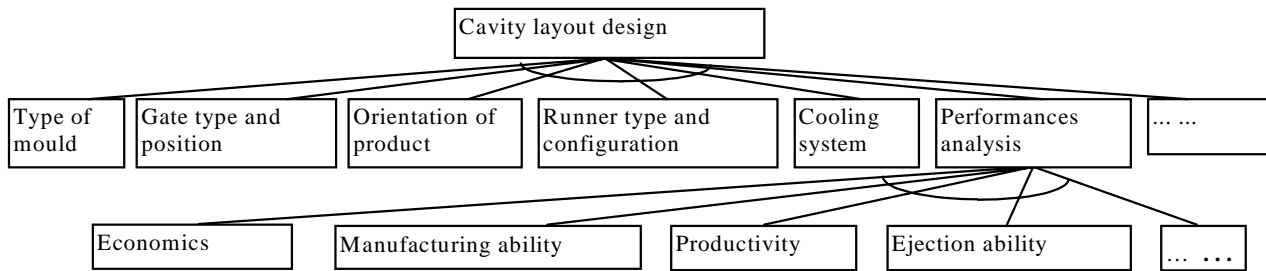 Cavity layout design
Type of
mould
Gate type and
position
Orientation of
product
Runner type and
configuration
Cooling
system
Performances
analysis
... ...
Economics
Manufacturing ability
Productivity
Ejection ability
... ...